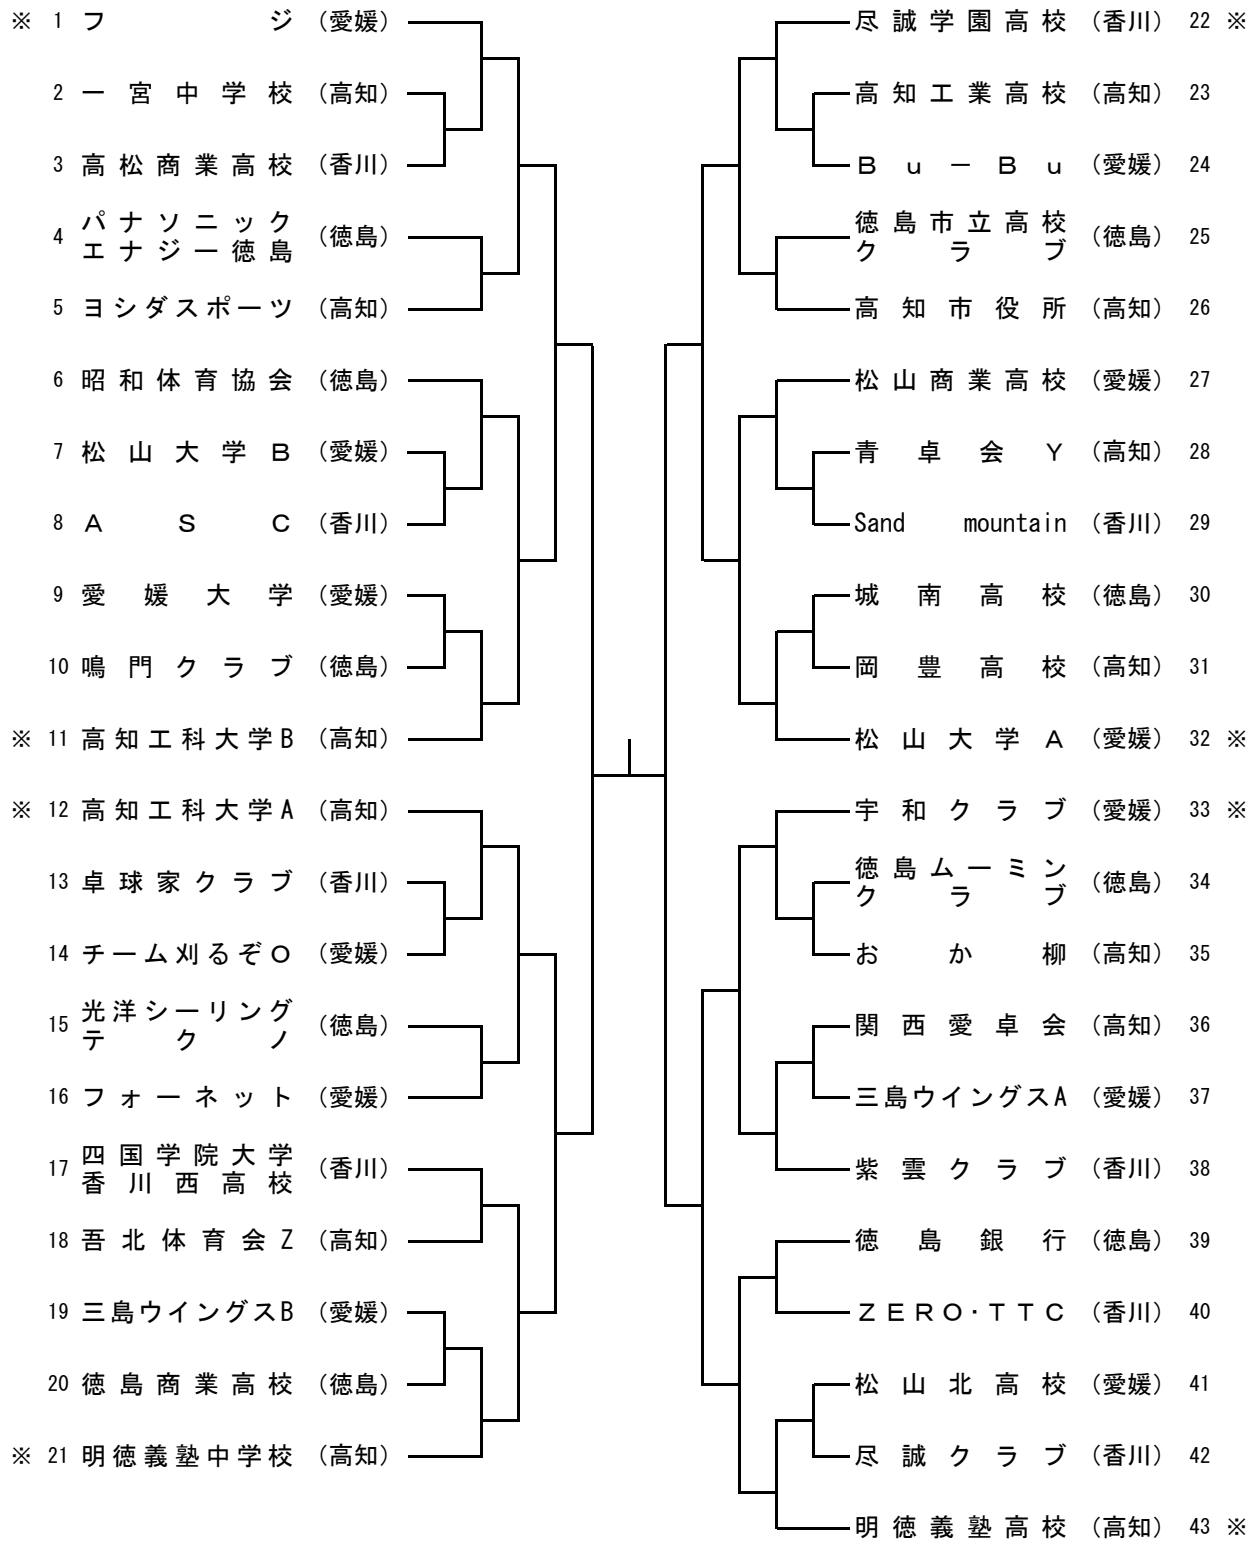 ※ 1 フジ (愛媛)
2 一宮中学校 (高知)
3 高松商業高校 (香川)
4 パナソニック
エナジー徳島 (徳島)
5 ヨシダスポーツ (高知)
6 昭和体育協会 (徳島)
7 松山大学B (愛媛)
8 ASC (香川)
9 愛媛大学 (愛媛)
10 鳴門クラブ (徳島)
※ 11 高知工科大学B (高知)
※ 12 高知工科大学A (高知)
13 卓球家クラブ (香川)
14 チーム刈るぞO (愛媛)
15 光洋シーリング
テクノ (徳島)
16 フォーネット (愛媛)
17 四国学院大学
香川西高校 (香川)
18 吾北体育会Z (高知)
19 三島ウイングスB (愛媛)
20 徳島商業高校 (徳島)
※ 21 明徳義塾中学校 (高知)
尽誠学園高校 (香川) 22 ※
高知工業高校 (高知) 23
Bu-Bu (愛媛) 24
徳島市立高校
クラブ (徳島) 25
高知市役所 (高知) 26
松山商業高校 (愛媛) 27
青卓会Y (高知) 28
Sand mountain (香川) 29
城南高校 (徳島) 30
岡豊高校 (高知) 31
松山大学A (愛媛) 32 ※
宇和クラブ (愛媛) 33 ※
徳島ムーミン
クラブ (徳島) 34
おか柳 (高知) 35
関西愛卓会 (高知) 36
三島ウイングスA (愛媛) 37
紫雲クラブ (香川) 38
徳島銀行 (徳島) 39
ZERO・TTC (香川) 40
松山北高校 (愛媛) 41
尽誠クラブ (香川) 42
明徳義塾高校 (高知) 43 ※